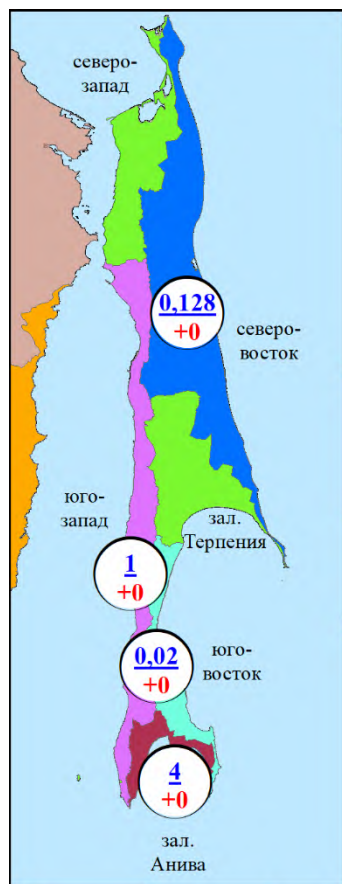 северо-
запад
0,128
+0
северо-
восток
юго-
запад
зал.
Терпения
1
+0
0,02
+0
юго-
восток
4
+0
зал.
Анива